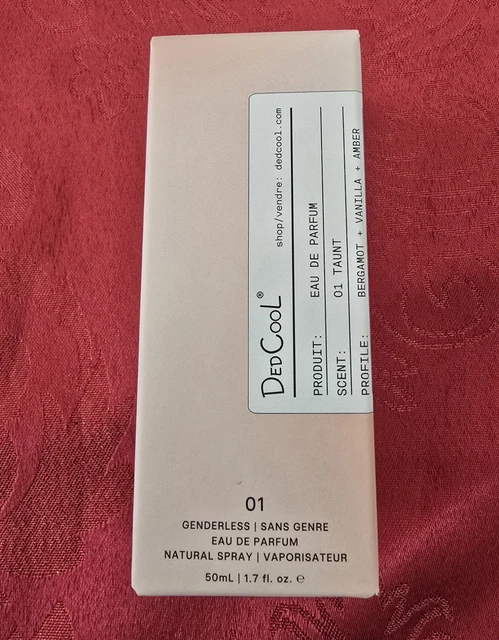 DEDCOOL®
shop/vendre: dedcool.com
PRODUIT: EAU DE PARFUM
SCENT: 01 TAUNT
PROFILE: BERGAMOT + VANILLA + AMBER
01
GENDERLESS | SANS GENRE
EAU DE PARFUM
NATURAL SPRAY | VAPORISATEUR
50mL | 1.7 fl. oz. ℮